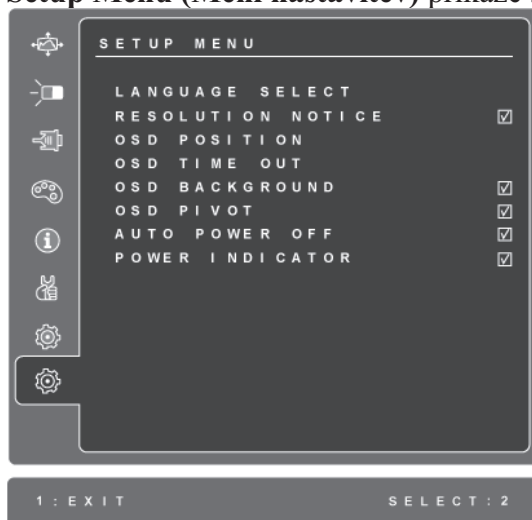 Setup Menu (Meni nastavitev) prikaže
SETUP MENU
LANGUAGE SELECT
RESOLUTION NOTICE
OSD POSITION
OSD TIME OUT
OSD BACKGROUND
OSD PIVOT
AUTO POWER OFF
POWER INDICATOR
1:EXIT SELECT:2